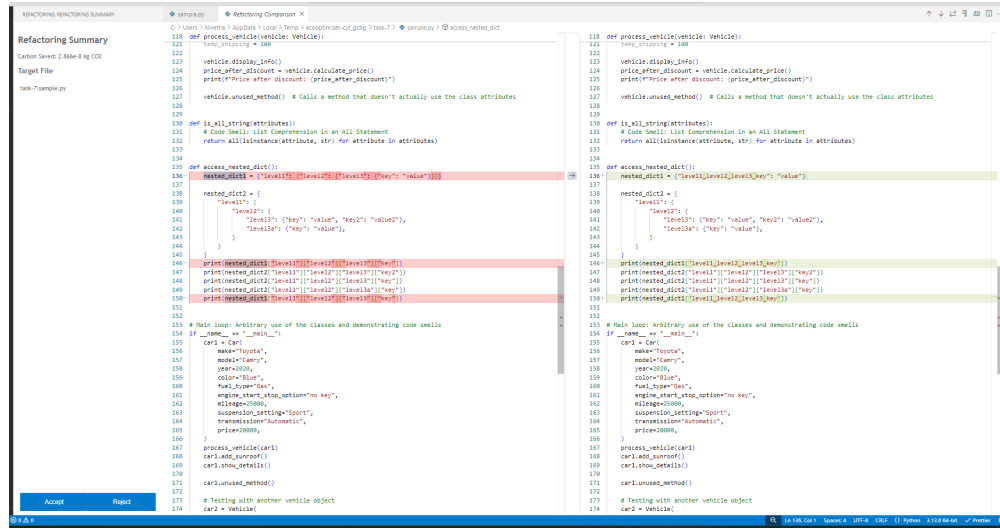 REFACTORING: REFACTORING SUMMARY
Refactoring Summary
Carbon Saved: 2.866e-8 kg CO2
Target File
task-7\sample.py
Accept
Reject
sample.py
Refactoring Comparison ×
C: > Users > Nivetha > AppData > Local > Temp > ecooptimizer-cyt_gcbg > task-7 > sample.py > access_nested_dict
118 def process_vehicle(vehicle: Vehicle):
121     temp_shipping = 100
122
123     vehicle.display_info()
124     price_after_discount = vehicle.calculate_price()
125     print(f"Price after discount: {price_after_discount}")
126
127     vehicle.unused_method()  # Calls a method that doesn't actually use the class attributes
128
129
130 def is_all_string(attributes):
131     # Code Smell: List Comprehension in an All Statement
132     return all(isinstance(attribute, str) for attribute in attributes)
133
134
135 def access_nested_dict():
136-     nested_dict1 = {"level1": {"level2": {"level3": {"key": "value"}}}}
137
138     nested_dict2 = {
139         "level1": {
140             "level2": {
141                 "level3": {"key": "value", "key2": "value2"},
142                 "level3a": {"key": "value"},
143             }
144         }
145     }
146-     print(nested_dict1["level1"]["level2"]["level3"]["key"])
147     print(nested_dict2["level1"]["level2"]["level3"]["key2"])
148     print(nested_dict2["level1"]["level2"]["level3a"]["key"])
150-     print(nested_dict1["level1"]["level2"]["level3"]["key"])
151
152
153 # Main loop: Arbitrary use of the classes and demonstrating code smells
154 if __name__ == "__main__":
155     car1 = Car(
156         make="Toyota",
157         model="Camry",
158         year=2020,
159         color="Blue",
160         fuel_type="Gas",
161         engine_start_stop_option="no key",
162         mileage=25000,
163         suspension_setting="Sport",
164         transmission="Automatic",
165         price=20000,
166     )
167     process_vehicle(car1)
168     car1.add_sunroof()
169     car1.show_details()
170
171     car1.unused_method()
172
173     # Testing with another vehicle object
174     car2 = Vehicle(
118 def process_vehicle(vehicle: Vehicle):
121     temp_shipping = 100
122
123     vehicle.display_info()
124     price_after_discount = vehicle.calculate_price()
125     print(f"Price after discount: {price_after_discount}")
126
127     vehicle.unused_method()  # Calls a method that doesn't actually use the class attributes
128
129
130 def is_all_string(attributes):
131     # Code Smell: List Comprehension in an All Statement
132     return all(isinstance(attribute, str) for attribute in attributes)
133
134
135 def access_nested_dict():
136+     nested_dict1 = {"level1_level2_level3_key": "value"}
137
138     nested_dict2 = {
139         "level1": {
140             "level2": {
141                 "level3": {"key": "value", "key2": "value2"},
142                 "level3a": {"key": "value"},
143             }
144         }
145     }
146+     print(nested_dict1["level1_level2_level3_key"])
147     print(nested_dict2["level1"]["level2"]["level3"]["key2"])
148     print(nested_dict2["level1"]["level2"]["level3a"]["key"])
150+     print(nested_dict1["level1_level2_level3_key"])
151
152
153 # Main loop: Arbitrary use of the classes and demonstrating code smells
154 if __name__ == "__main__":
155     car1 = Car(
156         make="Toyota",
157         model="Camry",
158         year=2020,
159         color="Blue",
160         fuel_type="Gas",
161         engine_start_stop_option="no key",
162         mileage=25000,
163         suspension_setting="Sport",
164         transmission="Automatic",
165         price=20000,
166     )
167     process_vehicle(car1)
168     car1.add_sunroof()
169     car1.show_details()
170
171     car1.unused_method()
172
173     # Testing with another vehicle object
174     car2 = Vehicle(
0 0
Ln 136, Col 1  Spaces: 4  UTF-8  CRLF  {} Python  3.13.0 64-bit  Prettier